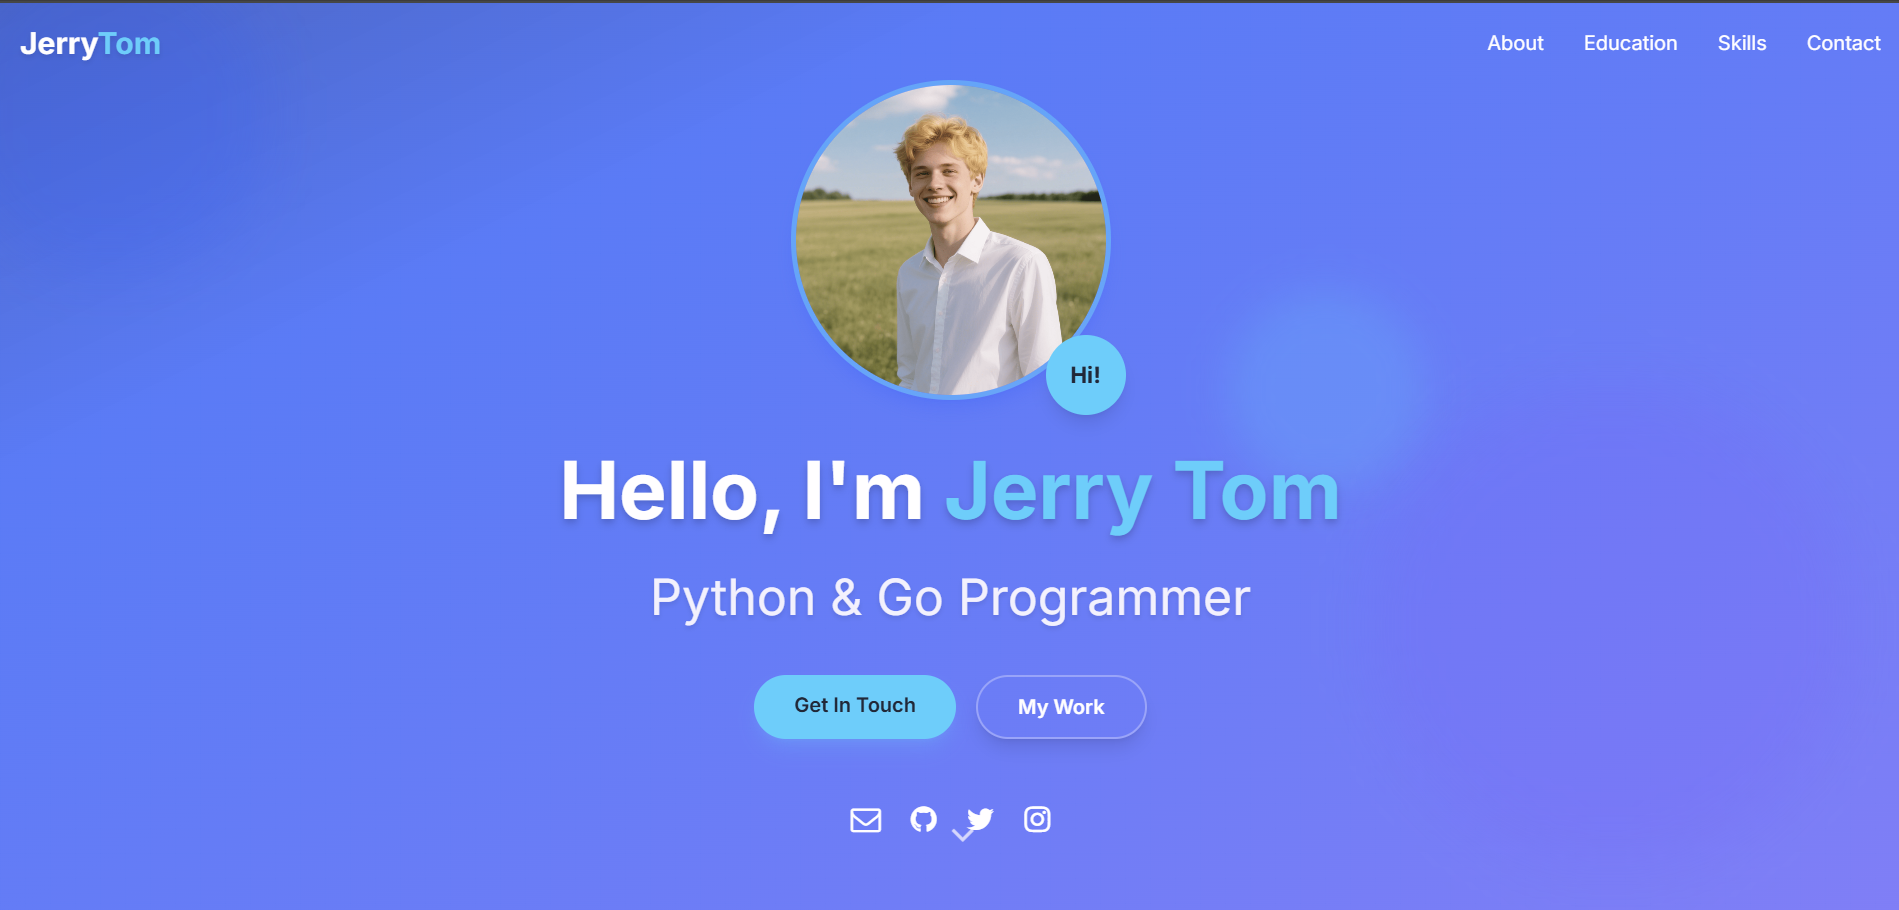 JerryTom
About
Education
Skills
Contact
Hi!
Hello, I'm Jerry Tom
Python & Go Programmer
Get In Touch
My Work